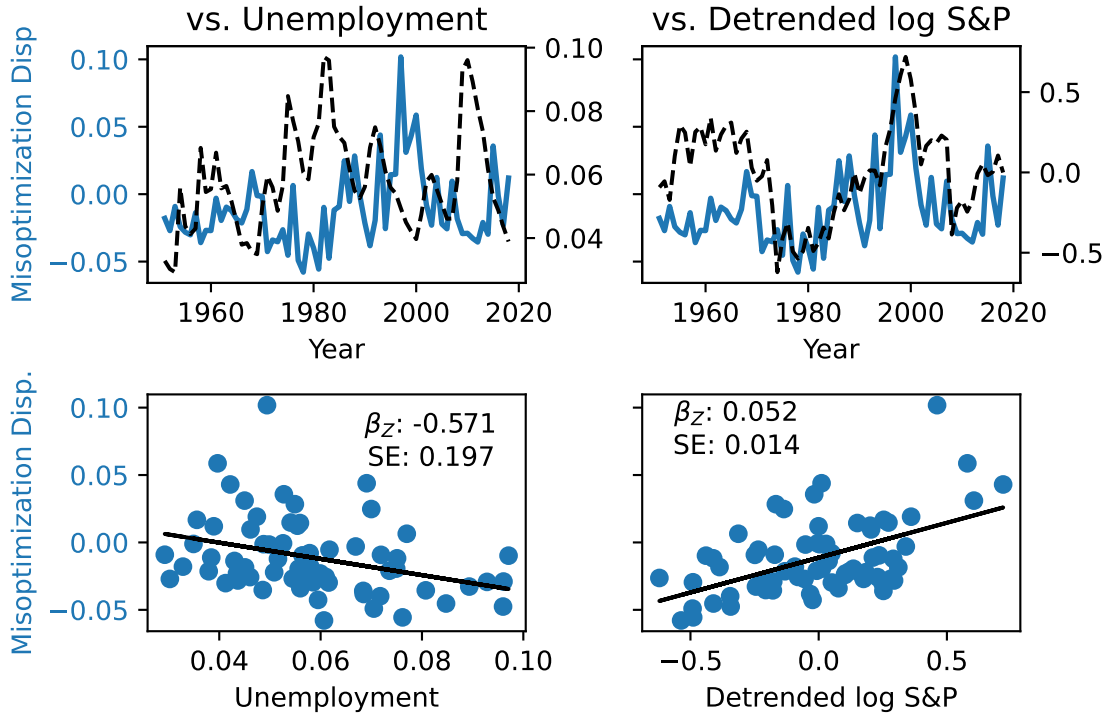 vs. Unemployment
vs. Detrended log S&P
Misoptimization Disp
0.10
0.05
0.00
−0.05
0.10
0.08
0.06
0.04
1960 1980 2000 2020
Year
0.5
0.0
−0.5
1960 1980 2000 2020
Year
Misoptimization Disp.
0.10
0.05
0.00
−0.05
βZ: -0.571
SE: 0.197
0.04 0.06 0.08 0.10
Unemployment
βZ: 0.052
SE: 0.014
−0.5 0.0 0.5
Detrended log S&P